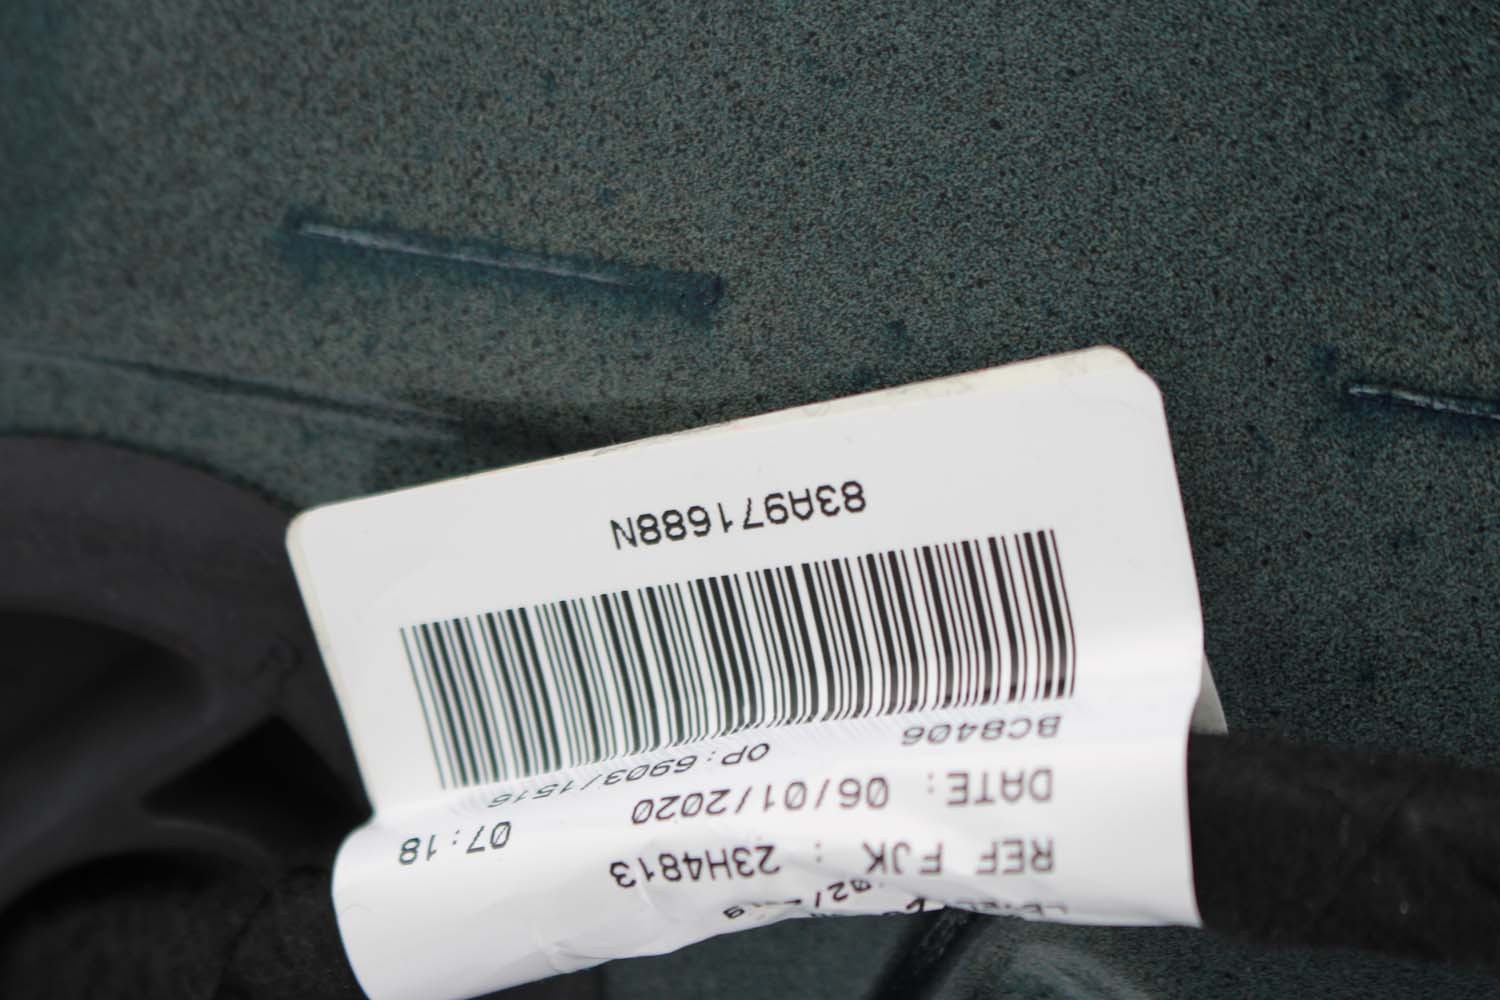 REF FJK : 23H4813
DATE: 06/01/2020 07:18
BC8406 OP:6903/1516
83A971688N